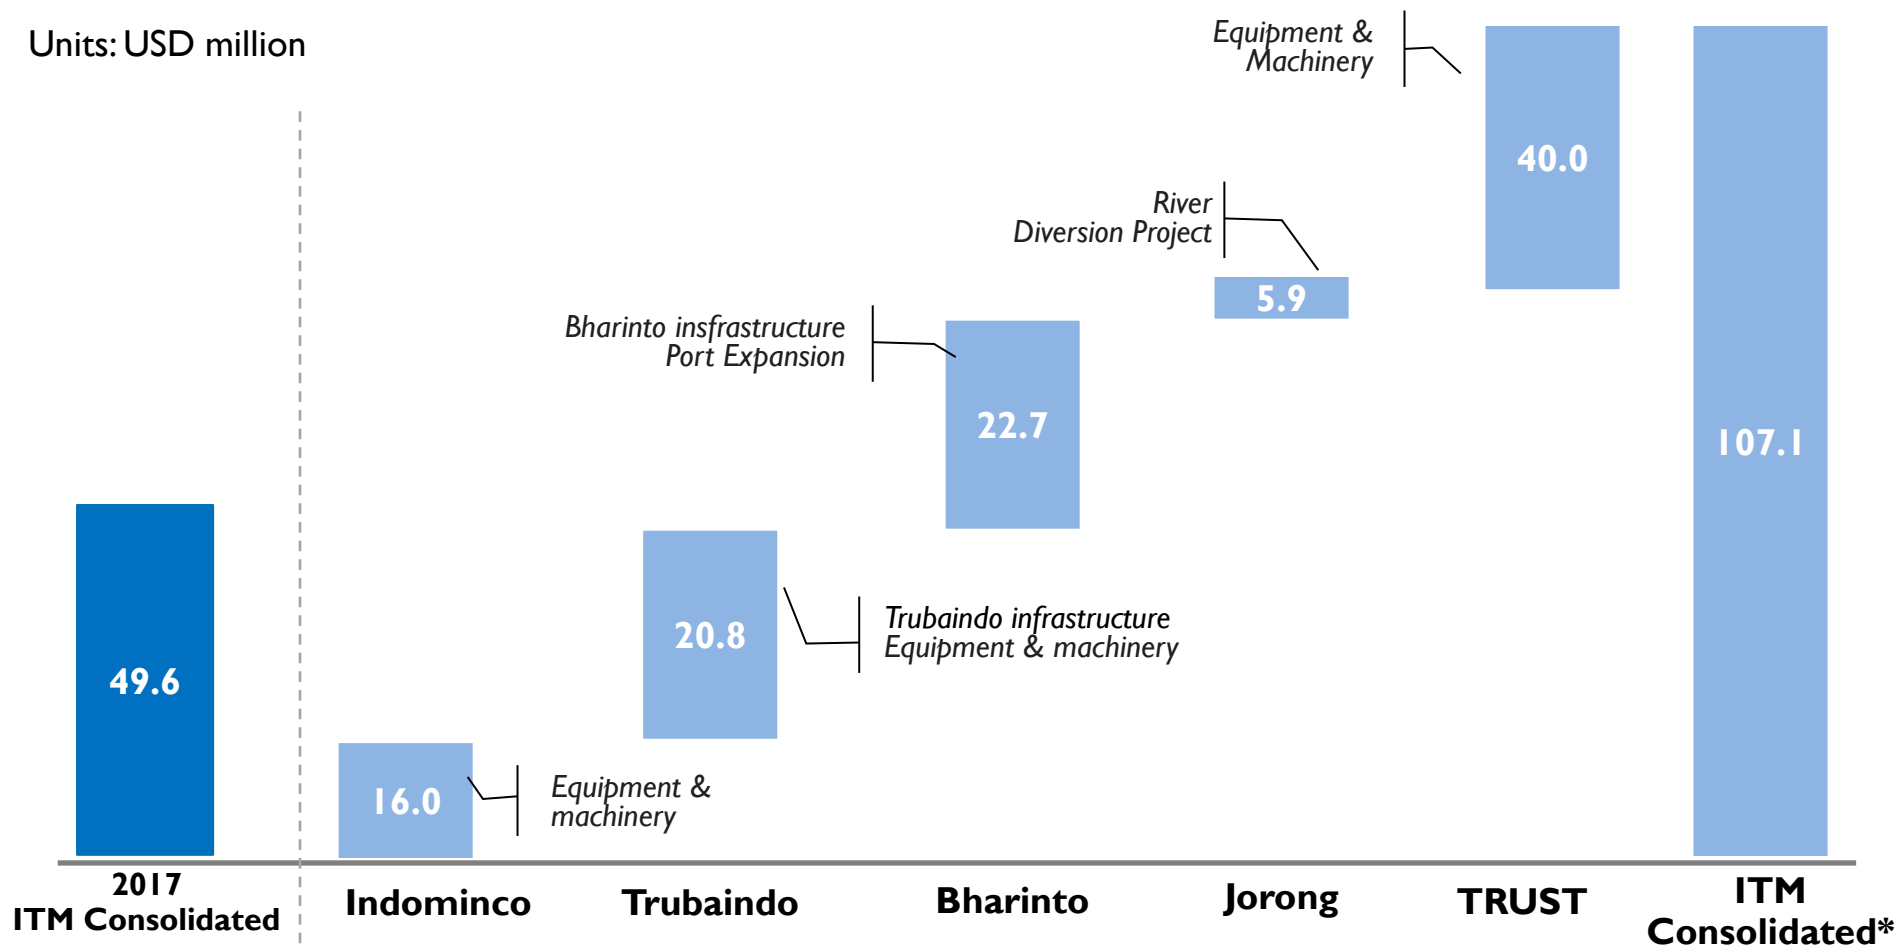 Units: USD million
Equipment &
Machinery
40.0
River
Diversion Project
5.9
Bharinto insfrastructure
Port Expansion
22.7
107.1
Trubaindo infrastructure
Equipment & machinery
20.8
49.6
Equipment &
machinery
16.0
2017
ITM Consolidated
Indominco
Trubaindo
Bharinto
Jorong
TRUST
ITM
Consolidated*